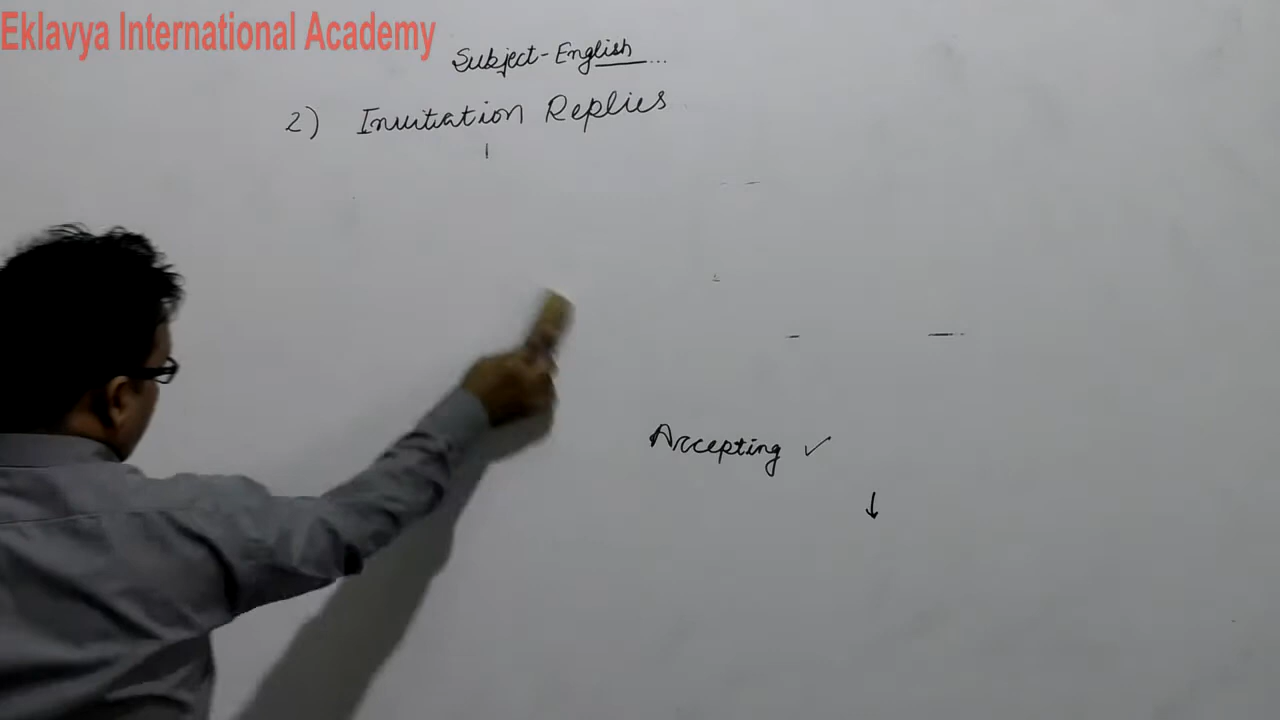 Eklavya International Academy
Subject-English...
2) Invitation Replies
Accepting ✓